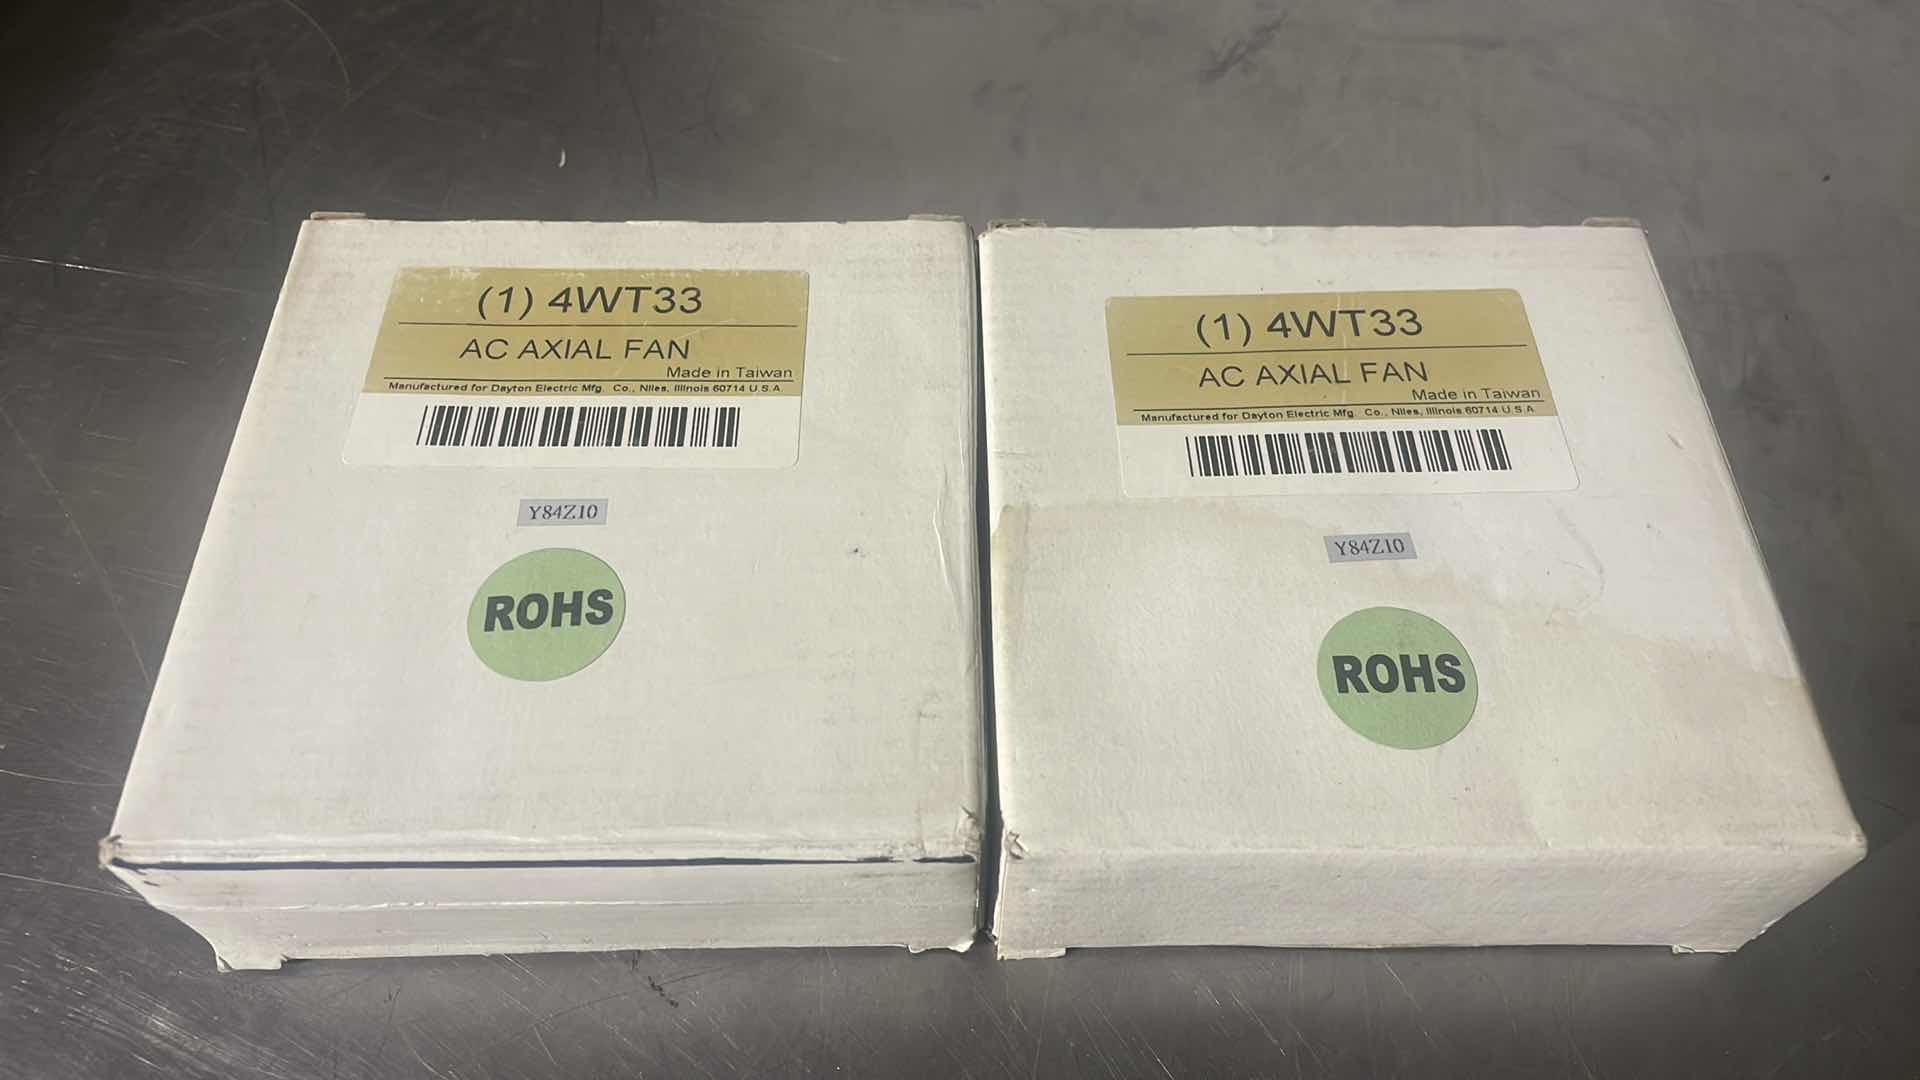 (1) 4WT33
AC AXIAL FAN
Made in Taiwan
Manufactured for Dayton Electric Mfg. Co., Niles, Illinois 60714 U.S.A.
Y84Z10
ROHS
(1) 4WT33
AC AXIAL FAN
Made in Taiwan
Manufactured for Dayton Electric Mfg. Co., Niles, Illinois 60714 U.S.A.
Y84Z10
ROHS